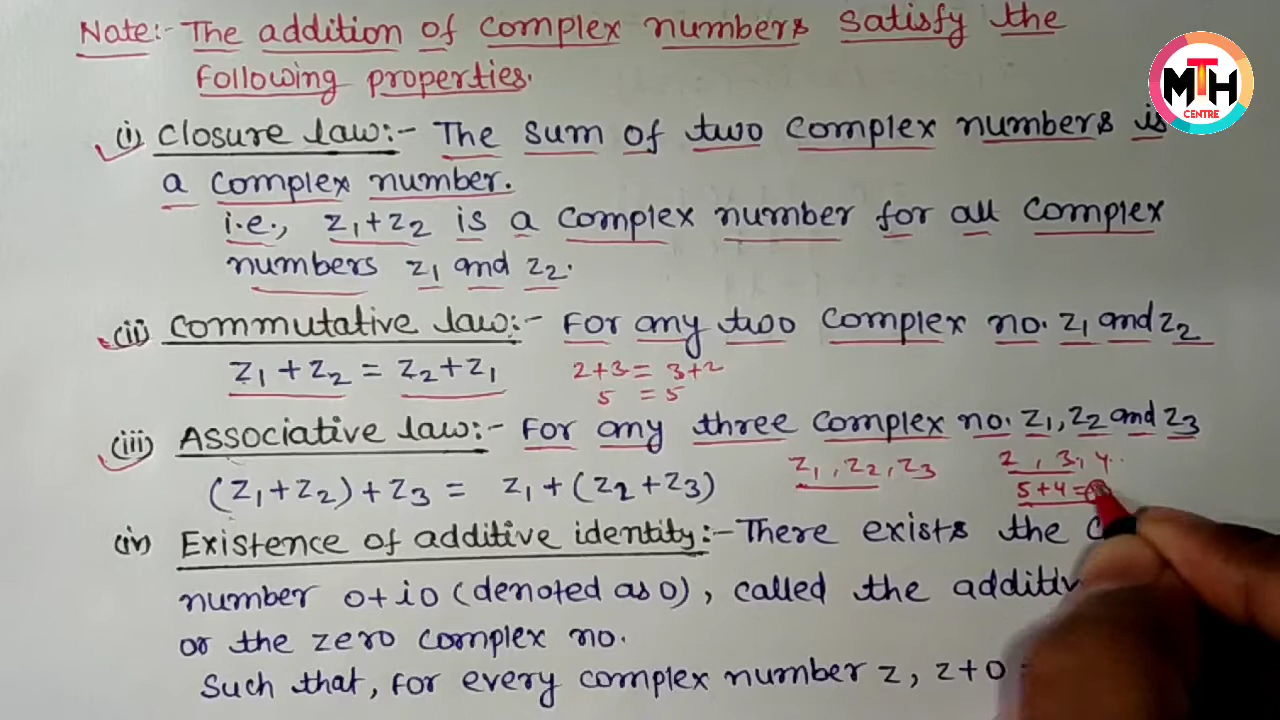 Note:- The addition of complex numbers satisfy the
following properties.
MTH
CENTRE
(i) Closure law:- The sum of two complex numbers is
a complex number.
i.e., z1+z2 is a complex number for all complex
numbers z1 and z2.
(ii) Commutative law:- For any two complex no. z1 and z2
z1 + z2 = z2+z1
2+3 = 3+2
5 = 5
(iii) Associative law:- For any three complex no. z1, z2 and z3
(z1+z2)+z3 = z1+(z2+z3)
z1, z2, z3
2, 3, 4..
5+4=
(iv) Existence of additive identity:- There exists the
number 0+i0 (denoted as 0), called the
or the zero complex no.
Such that, for every complex number z, z+0